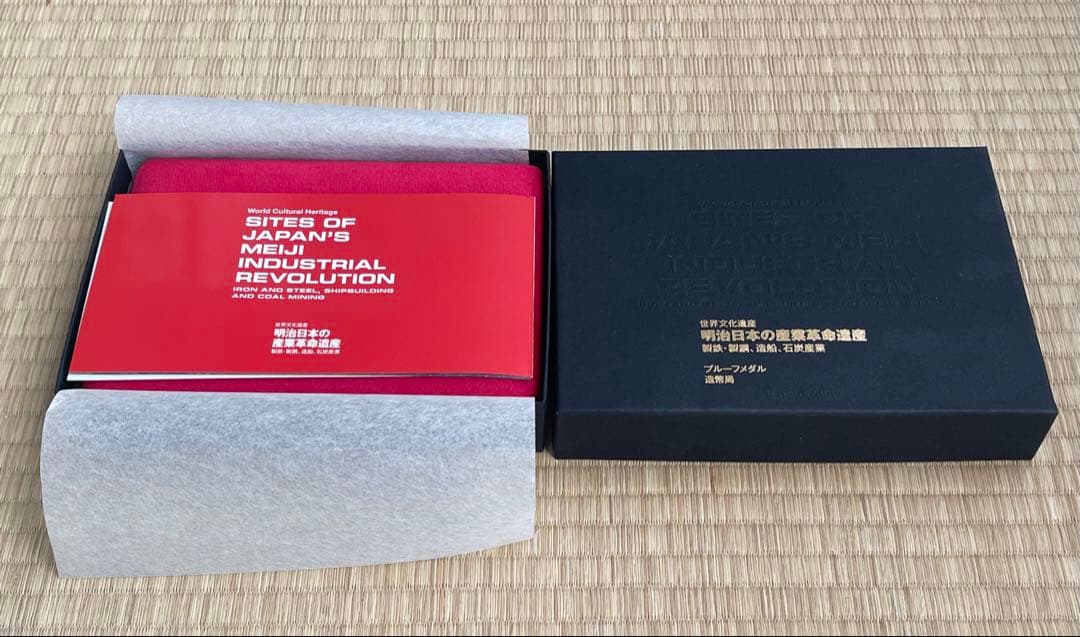 World Cultural Heritage
SITES OF
JAPAN'S
MEIJI
INDUSTRIAL
REVOLUTION
IRON AND STEEL, SHIPBUILDING
AND COAL MINING
世界文化遺産
明治日本の
産業革命遺産
製鉄・製鋼、造船、石炭産業
世界文化遺産
明治日本の産業革命遺産
製鉄・製鋼、造船、石炭産業
プルーフメダル
造幣局